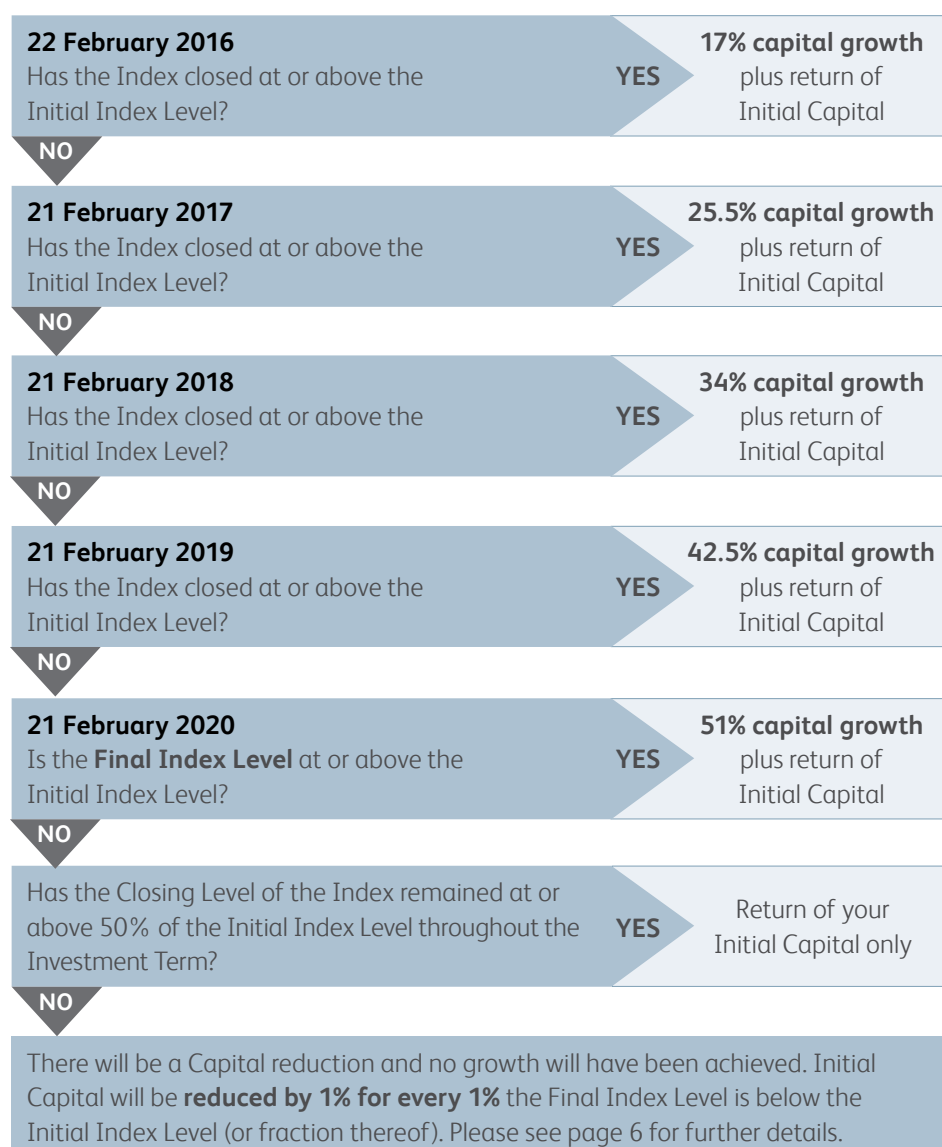 22 February 2016
Has the Index closed at or above the
Initial Index Level?
YES
17% capital growth
plus return of
Initial Capital
NO
21 February 2017
Has the Index closed at or above the
Initial Index Level?
YES
25.5% capital growth
plus return of
Initial Capital
NO
21 February 2018
Has the Index closed at or above the
Initial Index Level?
YES
34% capital growth
plus return of
Initial Capital
NO
21 February 2019
Has the Index closed at or above the
Initial Index Level?
YES
42.5% capital growth
plus return of
Initial Capital
NO
21 February 2020
Is the Final Index Level at or above the
Initial Index Level?
YES
51% capital growth
plus return of
Initial Capital
NO
Has the Closing Level of the Index remained at or
above 50% of the Initial Index Level throughout the
Investment Term?
YES
Return of your
Initial Capital only
NO
There will be a Capital reduction and no growth will have been achieved. Initial
Capital will be reduced by 1% for every 1% the Final Index Level is below the
Initial Index Level (or fraction thereof). Please see page 6 for further details.